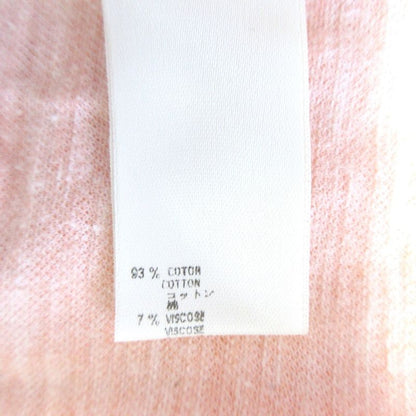 93 % COTON
COTTON
コットン
綿
7 % VISCOSE
VISCOSE